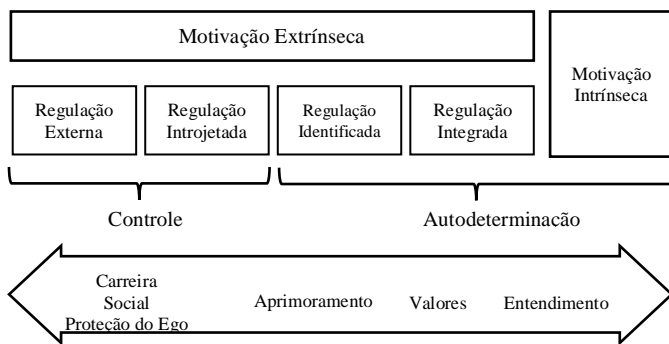 Motivação Extrínseca
Motivação
Intrínseca
Regulação
Externa
Regulação
Introjetada
Regulação
Identificada
Regulação
Integrada
Controle
Autodeterminação
Carreira
Social
Proteção do Ego
Aprimoramento
Valores
Entendimento